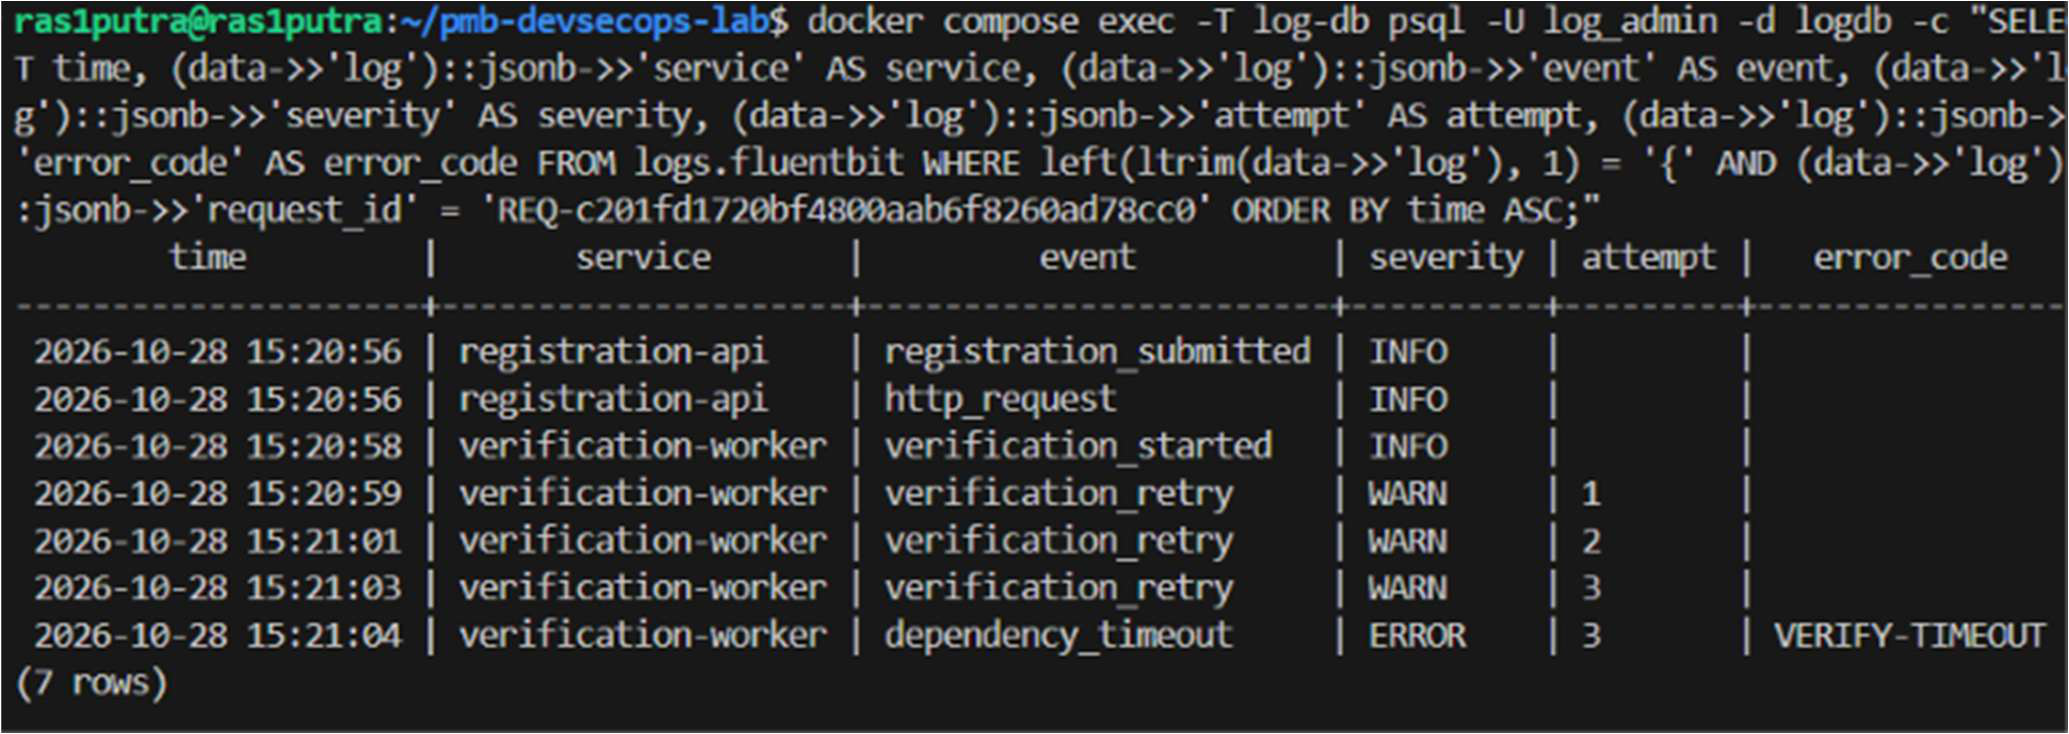 ras1putra@ras1putra:~/pmb-devsecops-lab$ docker compose exec -T log-db psql -U log_admin -d logdb -c "SELE
T time, (data->>'log')::jsonb->>'service' AS service, (data->>'log')::jsonb->>'event' AS event, (data->>'l
g')::jsonb->>'severity' AS severity, (data->>'log')::jsonb->>'attempt' AS attempt, (data->>'log')::jsonb->
'error_code' AS error_code FROM logs.fluentbit WHERE left(ltrim(data->>'log'), 1) = '{' AND (data->>'log')
:jsonb->>'request_id' = 'REQ-c201fd1720bf4800aab6f8260ad78cc0' ORDER BY time ASC;"
time | service | event | severity | attempt | error_code
---------------------+---------------------+------------------------+----------+---------+----------------
2026-10-28 15:20:56 | registration-api | registration_submitted | INFO | |
2026-10-28 15:20:56 | registration-api | http_request | INFO | |
2026-10-28 15:20:58 | verification-worker | verification_started | INFO | |
2026-10-28 15:20:59 | verification-worker | verification_retry | WARN | 1 |
2026-10-28 15:21:01 | verification-worker | verification_retry | WARN | 2 |
2026-10-28 15:21:03 | verification-worker | verification_retry | WARN | 3 |
2026-10-28 15:21:04 | verification-worker | dependency_timeout | ERROR | 3 | VERIFY-TIMEOUT
(7 rows)